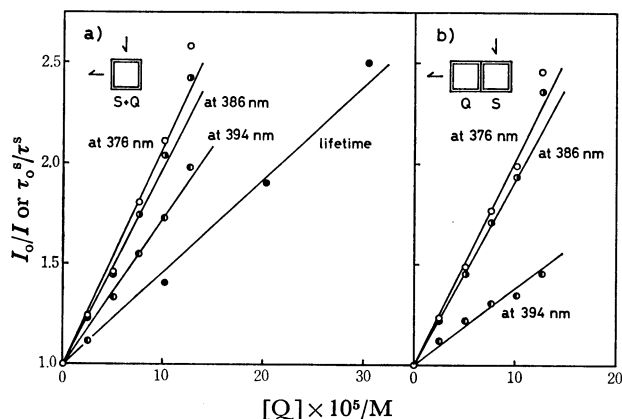 a)
S+Q
at 376 nm
at 386 nm
at 394 nm
lifetime
b)
Q S
at 376 nm
at 386 nm
at 394 nm
I₀/I or τ₀ˢ/τˢ
2.5
2.0
1.5
1.0
0 10 20 30 0 10 20
[Q] × 10⁵/M